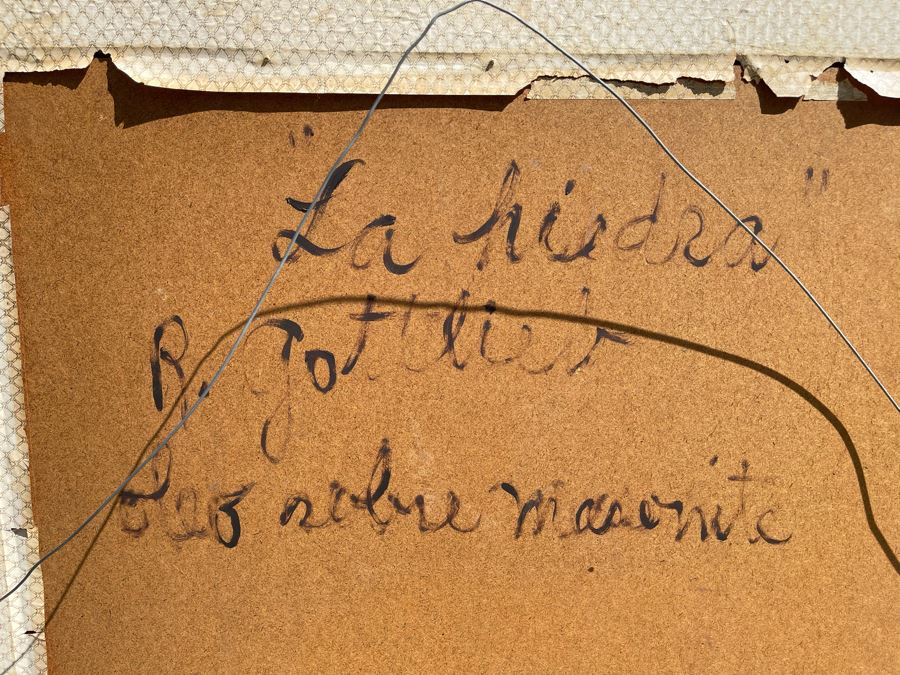 "La hiedra"
R. Gottlieb
Oleo sobre masonite